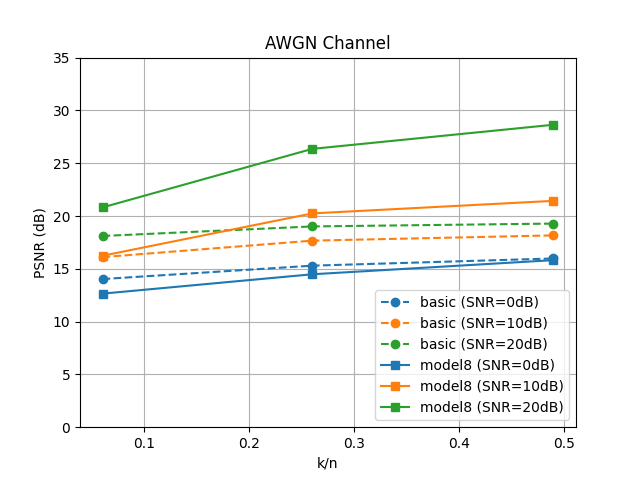 AWGN Channel
PSNR (dB)
35
30
25
20
15
10
5
0
0.1 0.2 0.3 0.4 0.5
k/n
basic (SNR=0dB)
basic (SNR=10dB)
basic (SNR=20dB)
model8 (SNR=0dB)
model8 (SNR=10dB)
model8 (SNR=20dB)